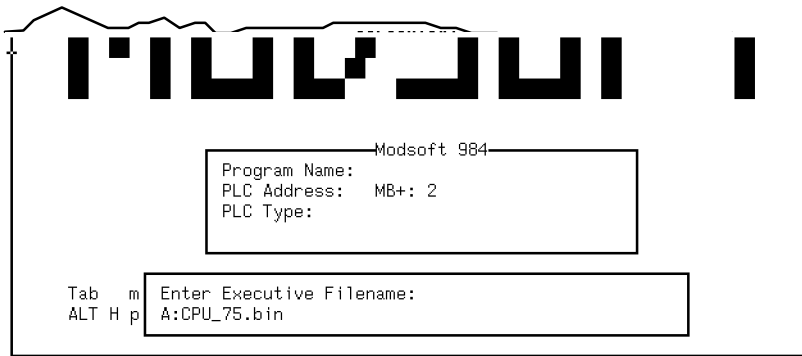 Modsoft 984
Program Name:
PLC Address: MB+: 2
PLC Type:
Tab m
ALT H p
Enter Executive Filename:
A:CPU_75.bin